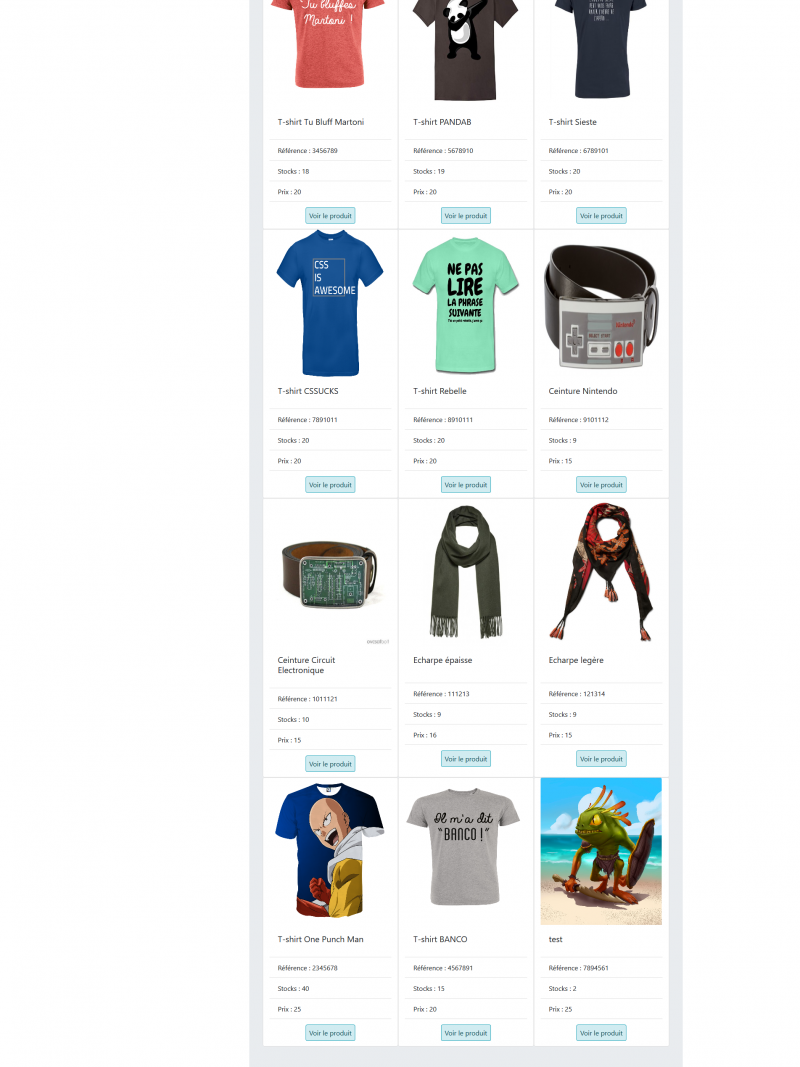 Tu bluffes
Martoni !
T-shirt Tu Bluff Martoni
Référence : 3456789
Stocks : 18
Prix : 20
Voir le produit
T-shirt PANDAB
Référence : 5678910
Stocks : 19
Prix : 20
Voir le produit
T-shirt Sieste
Référence : 6789101
Stocks : 20
Prix : 20
Voir le produit
CSS
IS
AWESOME
T-shirt CSSUCKS
Référence : 7891011
Stocks : 20
Prix : 20
Voir le produit
NE PAS
LIRE
LA PHRASE
SUIVANTE
T-shirt Rebelle
Référence : 8910111
Stocks : 20
Prix : 20
Voir le produit
Nintendo
SELECT START
B A
Ceinture Nintendo
Référence : 9101112
Stocks : 9
Prix : 15
Voir le produit
Ceinture Circuit
Electronique
Référence : 1011121
Stocks : 10
Prix : 15
Voir le produit
Echarpe épaisse
Référence : 111213
Stocks : 9
Prix : 16
Voir le produit
Echarpe legère
Référence : 121314
Stocks : 9
Prix : 15
Voir le produit
T-shirt One Punch Man
Référence : 2345678
Stocks : 40
Prix : 25
Voir le produit
Il m'a dit
"BANCO !"
T-shirt BANCO
Référence : 4567891
Stocks : 15
Prix : 20
Voir le produit
test
Référence : 7894561
Stocks : 2
Prix : 25
Voir le produit